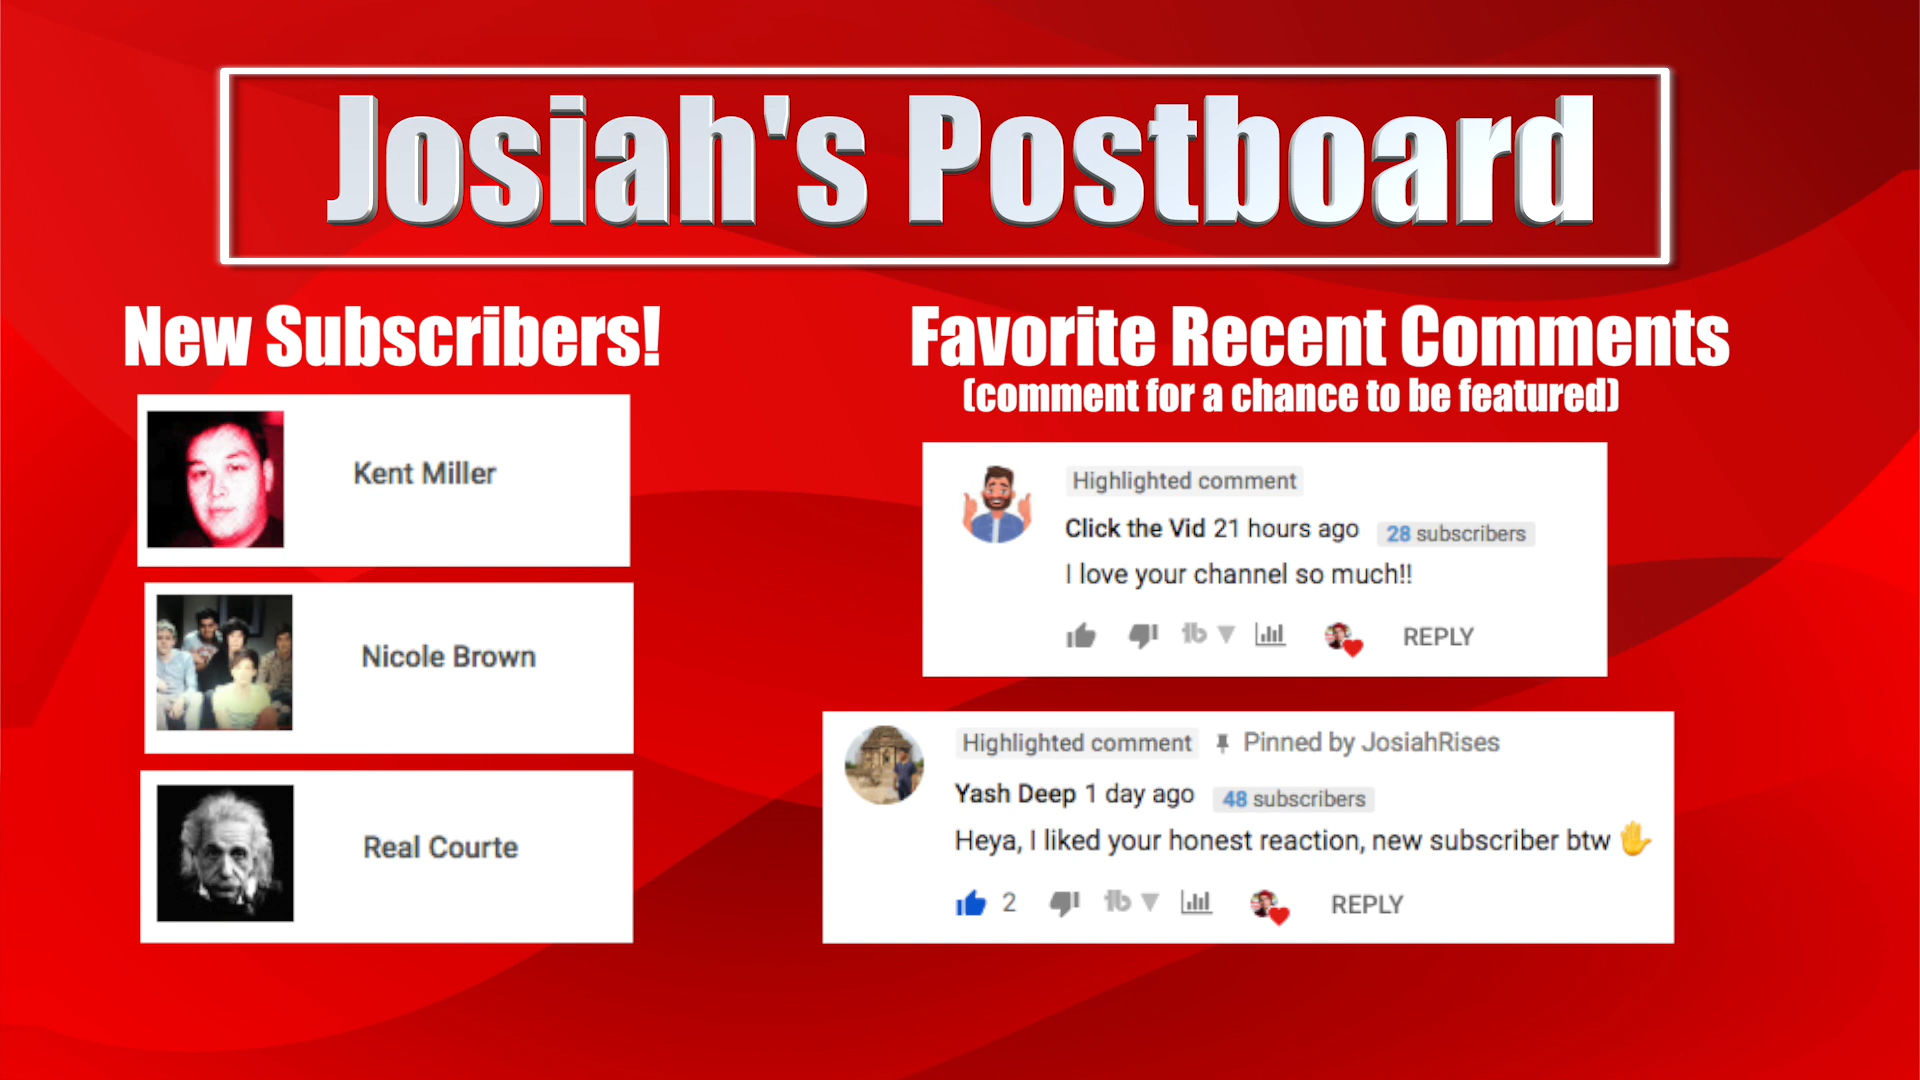 Josiah's Postboard
New Subscribers!
Kent Miller
Nicole Brown
Real Courte
Favorite Recent Comments
(comment for a chance to be featured)
Highlighted comment
Click the Vid 21 hours ago 28 subscribers
I love your channel so much!!
REPLY
Highlighted comment Pinned by JosiahRises
Yash Deep 1 day ago 48 subscribers
Heya, I liked your honest reaction, new subscriber btw ✋
2 REPLY